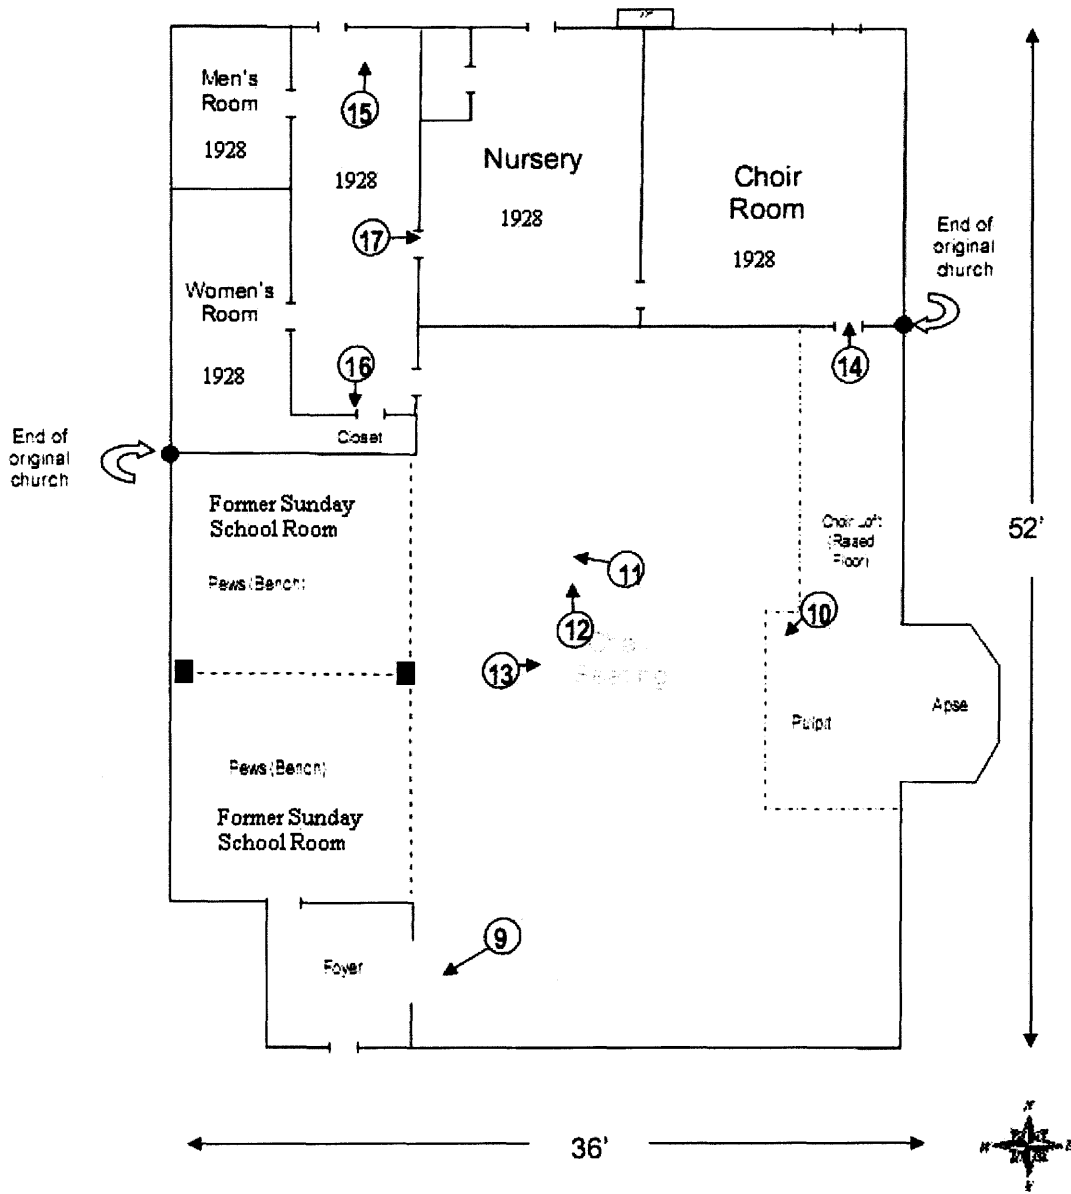 Men's
Room
1928
15
1928
Nursery
1928
Choir
Room
1928
17
End of
original
church
Women's
Room
1928
16
14
Closet
End of
original
church
Former Sunday
School Room
Pews (Bench)
52'
Choir Loft
(Raised
Floor)
11
12
10
13
Seating
Pulpit
Apse
Pews (Bench)
Former Sunday
School Room
9
Foyer
36'
N
W
E